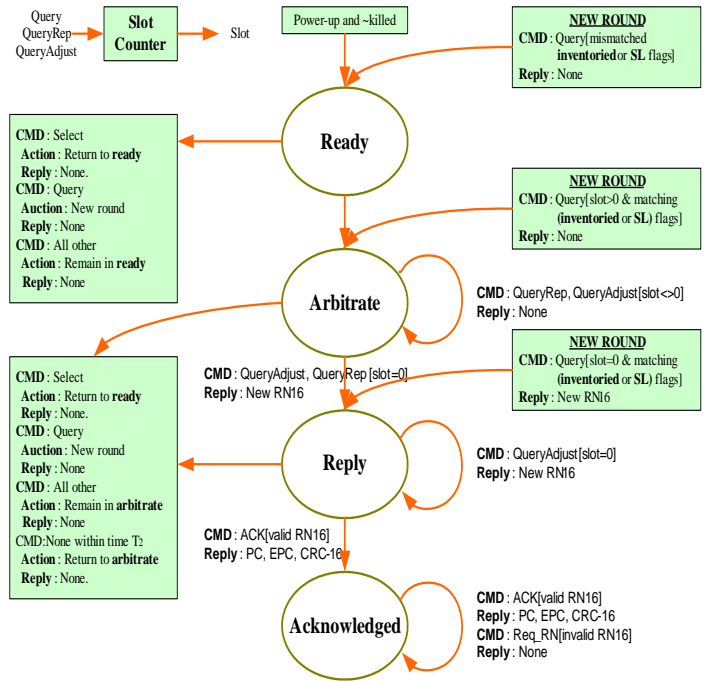 Query
QueryRep
QueryAdjust
Slot
Counter
Slot
Power-up and ~killed
NEW ROUND
CMD : Query[mismatched
inventoried or SL flags]
Reply : None
Ready
CMD : Select
Action : Return to ready
Reply : None.
CMD : Query
Auction : New round
Reply : None
CMD : All other
Action : Remain in ready
Reply : None
NEW ROUND
CMD : Query[slot>0 & matching
(inventoried or SL) flags]
Reply : None
Arbitrate
CMD : QueryRep, QueryAdjust[slot<>0]
Reply : None
NEW ROUND
CMD : Query[slot=0 & matching
(inventoried or SL) flags]
Reply : New RN16
CMD : QueryAdjust , QueryRep [slot=0]
Reply : New RN16
CMD : Select
Action : Return to ready
Reply : None.
CMD : Query
Auction : New round
Reply : None
CMD : All other
Action : Remain in arbitrate
Reply : None
CMD:None within time T2
Action : Return to arbitrate
Reply : None.
Reply
CMD : QueryAdjust[slot=0]
Reply : New RN16
CMD : ACK[valid RN16]
Reply : PC, EPC, CRC-16
Acknowledged
CMD : ACK[valid RN16]
Reply : PC, EPC, CRC-16
CMD : Req_RN[invalid RN16]
Reply : None